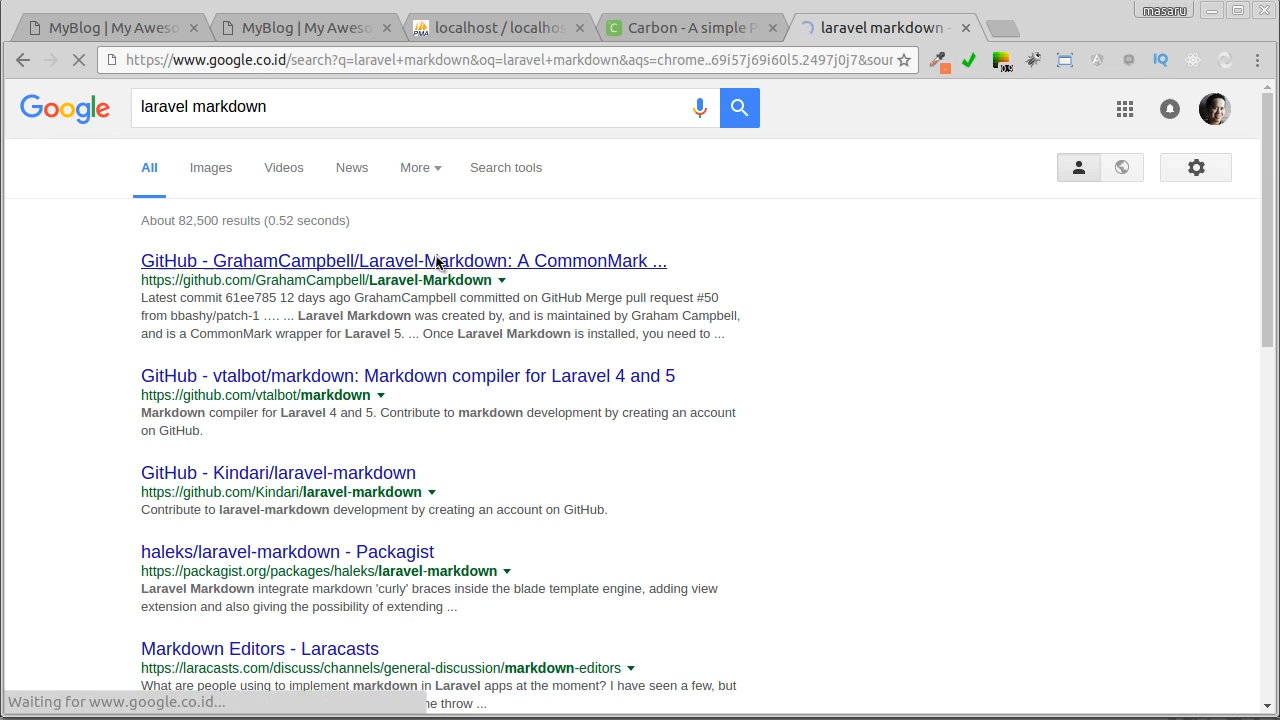 masaru
MyBlog | My Aweso
MyBlog | My Aweso
localhost / localhos
Carbon - A simple P
laravel markdown -
https://www.google.co.id/search?q=laravel+markdown&oq=laravel+markdown&aqs=chrome..69i57j69i60l5.2497j0j7&sour
Google
laravel markdown
All
Images
Videos
News
More
Search tools
About 82,500 results (0.52 seconds)
GitHub - GrahamCampbell/Laravel-Markdown: A CommonMark ...
https://github.com/GrahamCampbell/Laravel-Markdown
Latest commit 61ee785 12 days ago GrahamCampbell committed on GitHub Merge pull request #50
from bbashy/patch-1 .... ... Laravel Markdown was created by, and is maintained by Graham Campbell,
and is a CommonMark wrapper for Laravel 5. ... Once Laravel Markdown is installed, you need to ...
GitHub - vtalbot/markdown: Markdown compiler for Laravel 4 and 5
https://github.com/vtalbot/markdown
Markdown compiler for Laravel 4 and 5. Contribute to markdown development by creating an account
on GitHub.
GitHub - Kindari/laravel-markdown
https://github.com/Kindari/laravel-markdown
Contribute to laravel-markdown development by creating an account on GitHub.
haleks/laravel-markdown - Packagist
https://packagist.org/packages/haleks/laravel-markdown
Laravel Markdown integrate markdown 'curly' braces inside the blade template engine, adding view
extension and also giving the possibility of extending ...
Markdown Editors - Laracasts
https://laracasts.com/discuss/channels/general-discussion/markdown-editors
What are people using to implement markdown in Laravel apps at the moment? I have seen a few, but
Waiting for www.google.co.id...
he throw ...